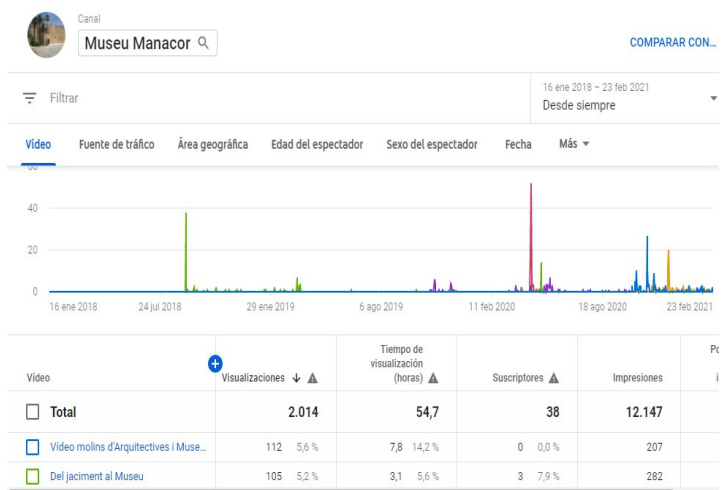 Canal
Museu Manacor
COMPARAR CON...
Filtrar
16 ene 2018 – 23 feb 2021
Desde siempre
Vídeo Fuente de tráfico Área geográfica Edad del espectador Sexo del espectador Fecha Más
40
20
0
16 ene 2018 24 jul 2018 29 ene 2019 6 ago 2019 11 feb 2020 18 ago 2020 23 feb 2021
Vídeo Visualizaciones Tiempo de visualización (horas) Suscriptores Impresiones
Total 2.014 54,7 38 12.147
Vídeo molins d'Arquitectives i Muse... 112 5,6 % 7,8 14,2 % 0 0,0 % 207
Del jaciment al Museu 105 5,2 % 3,1 5,6 % 3 7,9 % 282